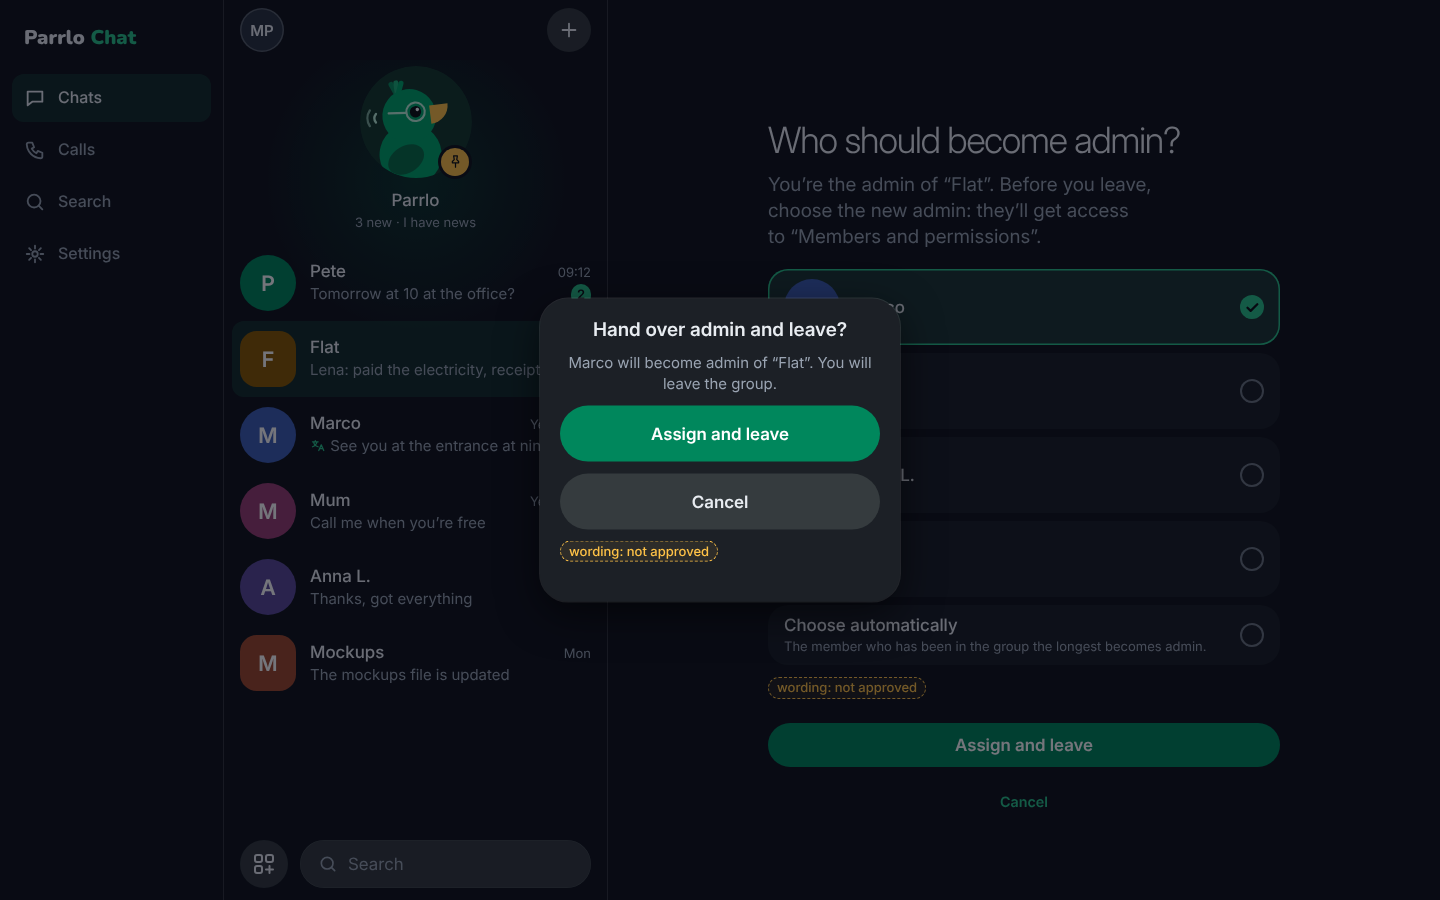 Parrlo Chat
Chats
Calls
Search
Settings
MP
Parrlo
3 new · I have news
P
Pete
09:12
Tomorrow at 10 at the office?
2
F
Flat
Lena: paid the electricity, receipt
M
Marco
See you at the entrance at nin
M
Mum
Call me when you're free
A
Anna L.
Thanks, got everything
M
Mockups
Mon
The mockups file is updated
Search
Who should become admin?
You’re the admin of “Flat”. Before you leave,
choose the new admin: they’ll get access
to “Members and permissions”.
L.
Choose automatically
The member who has been in the group the longest becomes admin.
wording: not approved
Assign and leave
Cancel
Hand over admin and leave?
Marco will become admin of “Flat”. You will
leave the group.
Assign and leave
Cancel
wording: not approved